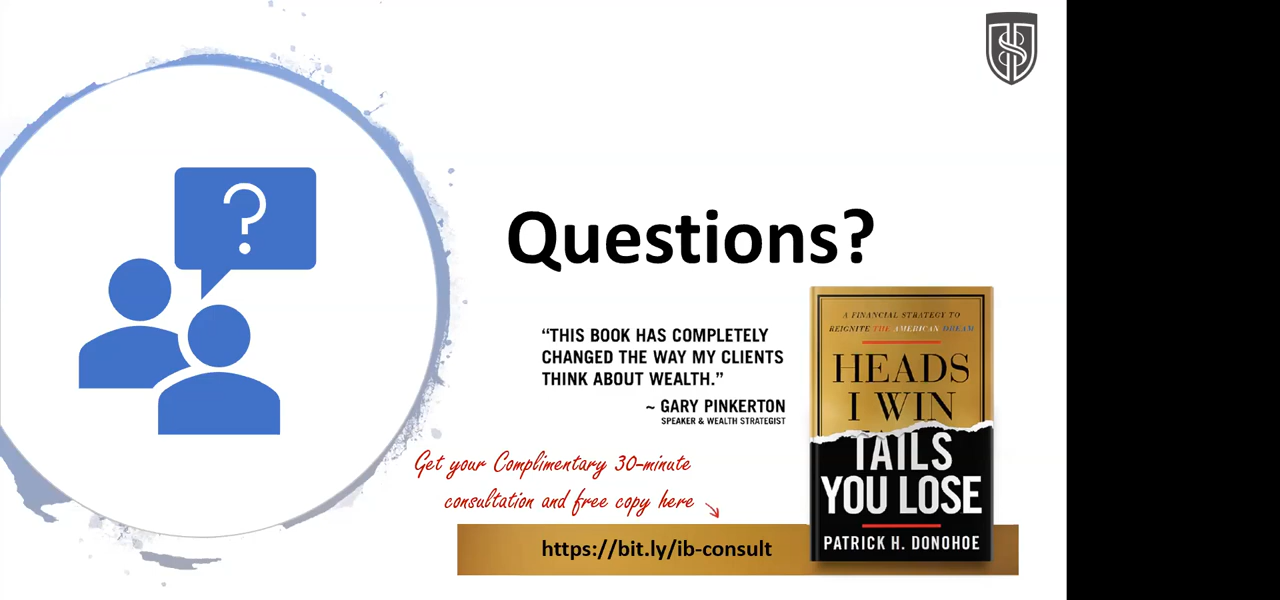 ?
Questions?
“THIS BOOK HAS COMPLETELY
CHANGED THE WAY MY CLIENTS
THINK ABOUT WEALTH.”
~ GARY PINKERTON
SPEAKER & WEALTH STRATEGIST
Get your Complimentary 30-minute
consultation and free copy here
https://bit.ly/ib-consult
A FINANCIAL STRATEGY TO
REIGNITE THE AMERICAN DREAM
HEADS
I WIN
TAILS
YOU LOSE
PATRICK H. DONOHOE